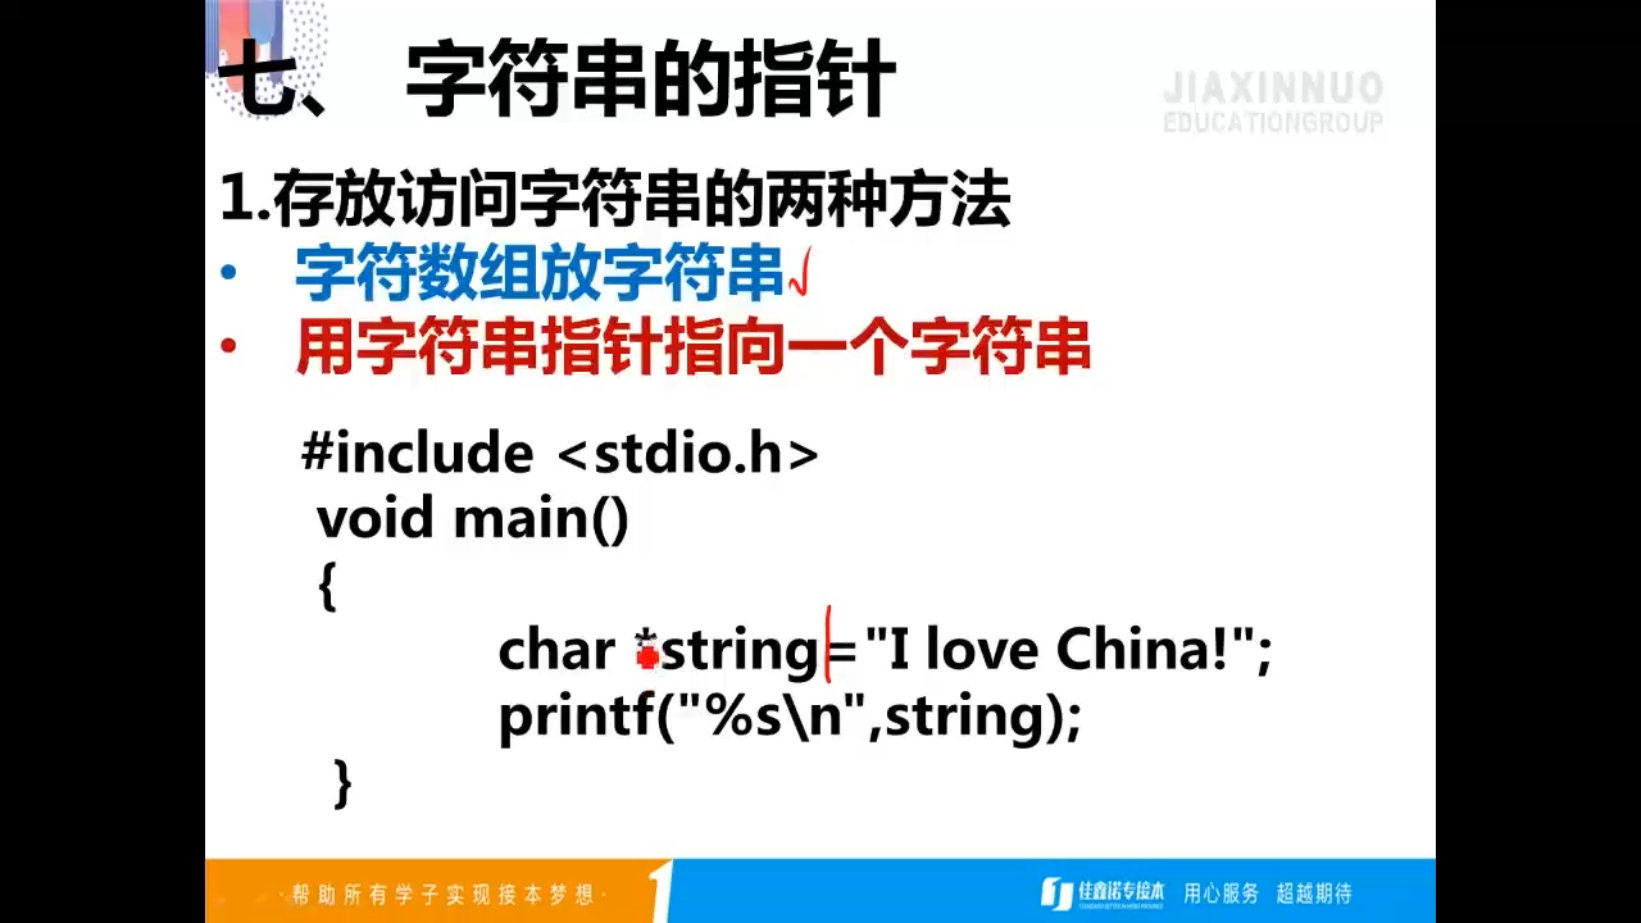 七、 字符串的指针
JIAXINNUO
EDUCATIONGROUP
1.存放访问字符串的两种方法
• 字符数组放字符串√
• 用字符串指针指向一个字符串
#include <stdio.h>
void main()
{
char *string="I love China!";
printf("%s\n",string);
}
·帮助所有学子实现接本梦想·
佳鑫诺专接本 用心服务 超越期待